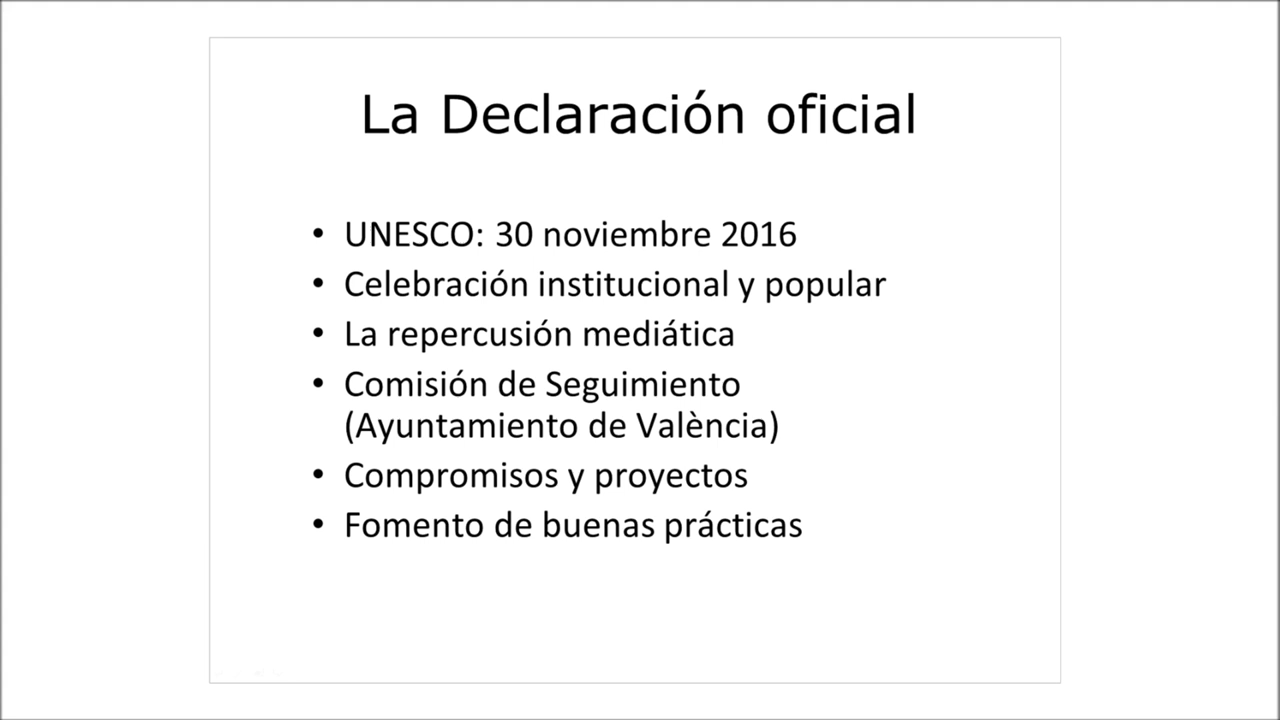 La Declaración oficial
• UNESCO: 30 noviembre 2016
• Celebración institucional y popular
• La repercusión mediática
• Comisión de Seguimiento
(Ayuntamiento de València)
• Compromisos y proyectos
• Fomento de buenas prácticas